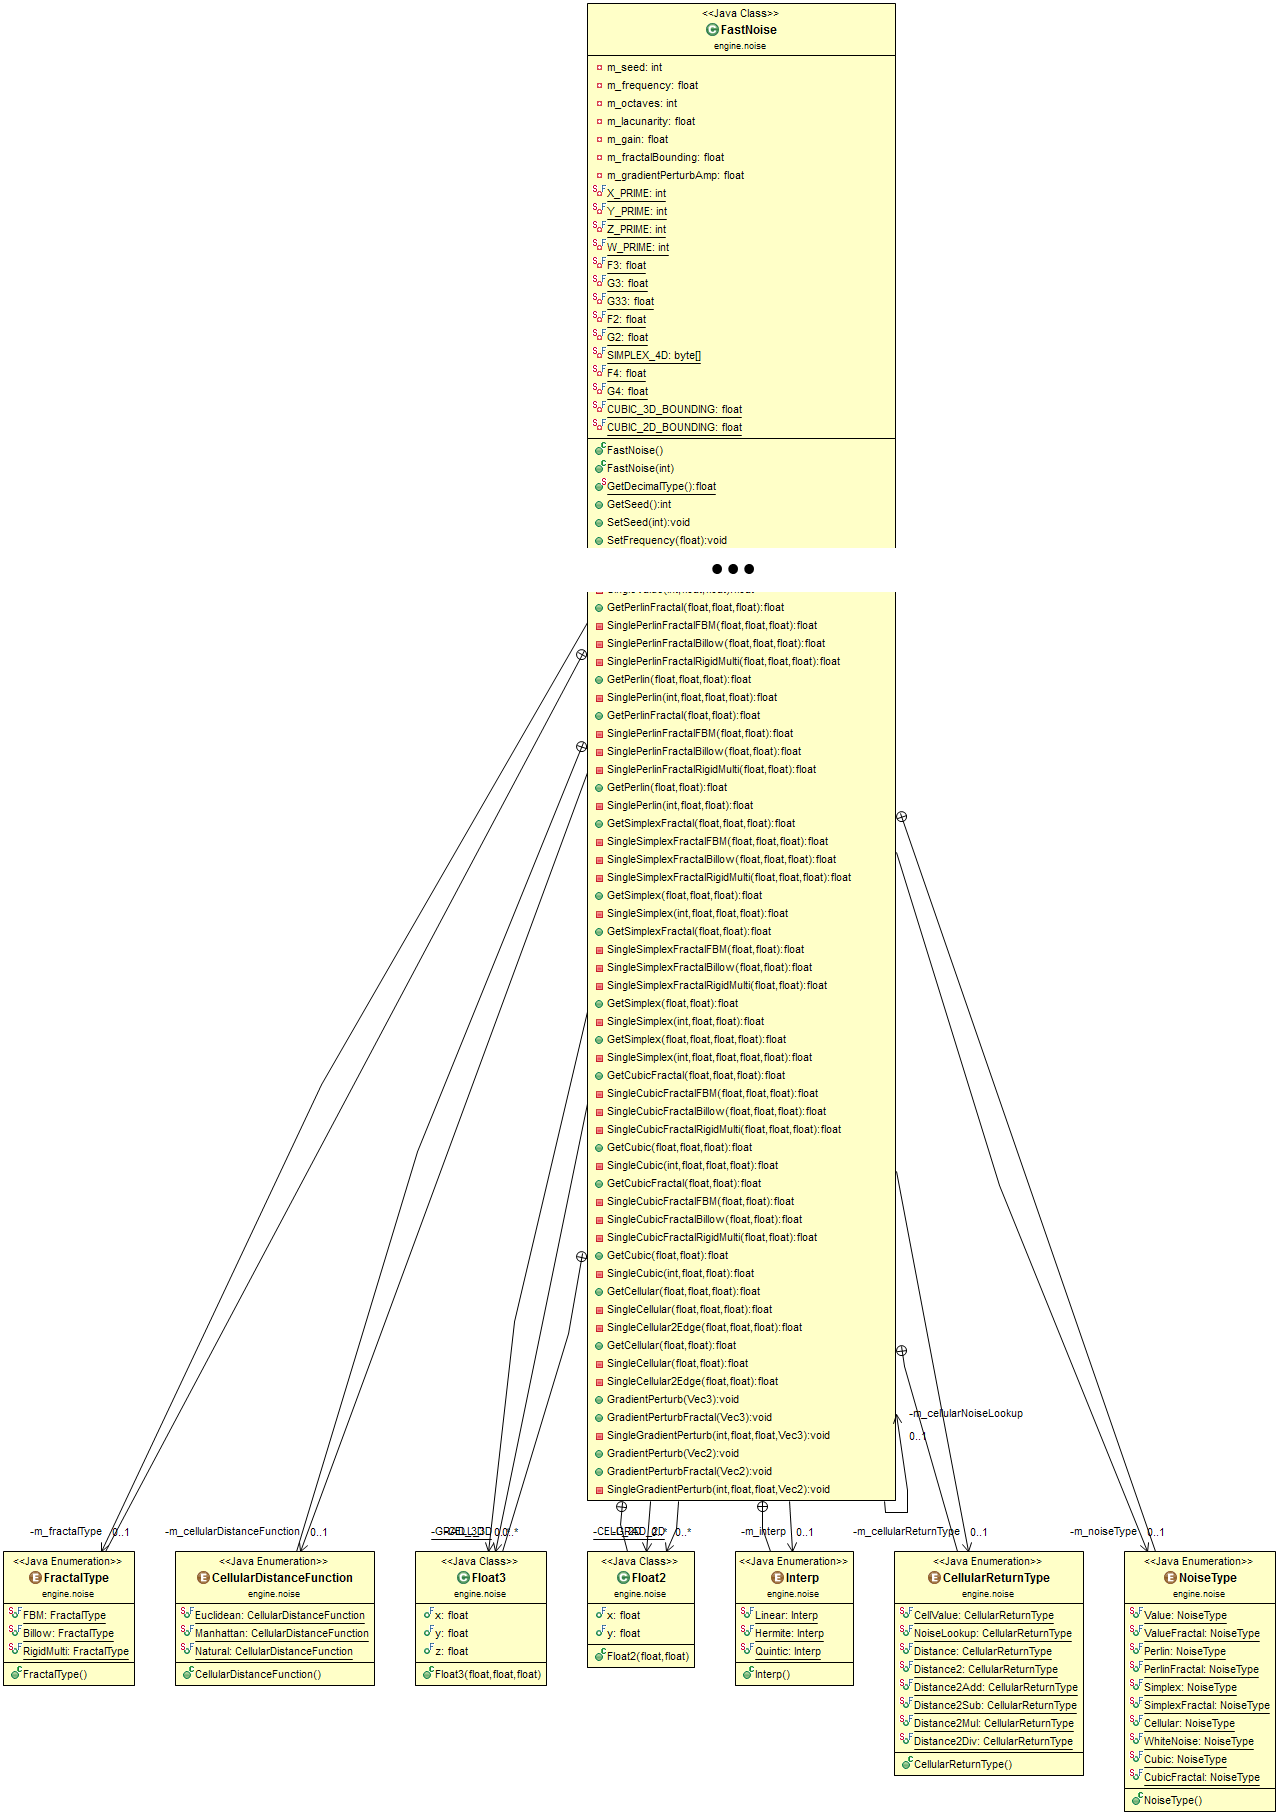 <<Java Class>>
FastNoise
engine.noise
m_seed: int
m_frequency: float
m_octaves: int
m_lacunarity: float
m_gain: float
m_fractalBounding: float
m_gradientPerturbAmp: float
X_PRIME: int
Y_PRIME: int
Z_PRIME: int
W_PRIME: int
F3: float
G3: float
G33: float
F2: float
G2: float
SIMPLEX_4D: byte[]
F4: float
G4: float
CUBIC_3D_BOUNDING: float
CUBIC_2D_BOUNDING: float
FastNoise()
FastNoise(int)
GetDecimalType():float
GetSeed():int
SetSeed(int):void
SetFrequency(float):void
•••
GetPerlinFractal(float,float,float):float
SinglePerlinFractalFBM(float,float,float):float
SinglePerlinFractalBillow(float,float,float):float
SinglePerlinFractalRigidMulti(float,float,float):float
GetPerlin(float,float,float):float
SinglePerlin(int,float,float,float):float
GetPerlinFractal(float,float):float
SinglePerlinFractalFBM(float,float):float
SinglePerlinFractalBillow(float,float):float
SinglePerlinFractalRigidMulti(float,float):float
GetPerlin(float,float):float
SinglePerlin(int,float,float):float
GetSimplexFractal(float,float,float):float
SingleSimplexFractalFBM(float,float,float):float
SingleSimplexFractalBillow(float,float,float):float
SingleSimplexFractalRigidMulti(float,float,float):float
GetSimplex(float,float,float):float
SingleSimplex(int,float,float,float):float
GetSimplexFractal(float,float):float
SingleSimplexFractalFBM(float,float):float
SingleSimplexFractalBillow(float,float):float
SingleSimplexFractalRigidMulti(float,float):float
GetSimplex(float,float):float
SingleSimplex(int,float,float):float
GetSimplex(float,float,float,float):float
SingleSimplex(int,float,float,float,float):float
GetCubicFractal(float,float,float):float
SingleCubicFractalFBM(float,float,float):float
SingleCubicFractalBillow(float,float,float):float
SingleCubicFractalRigidMulti(float,float,float):float
GetCubic(float,float,float):float
SingleCubic(int,float,float,float):float
GetCubicFractal(float,float):float
SingleCubicFractalFBM(float,float):float
SingleCubicFractalBillow(float,float):float
SingleCubicFractalRigidMulti(float,float):float
GetCubic(float,float):float
SingleCubic(int,float,float):float
GetCellular(float,float,float):float
SingleCellular(float,float,float):float
SingleCellular2Edge(float,float,float):float
GetCellular(float,float):float
SingleCellular(float,float):float
SingleCellular2Edge(float,float):float
GradientPerturb(Vec3):void
GradientPerturbFractal(Vec3):void
SingleGradientPerturb(int,float,float,Vec3):void
GradientPerturb(Vec2):void
GradientPerturbFractal(Vec2):void
SingleGradientPerturb(int,float,float,Vec2):void
-m_cellularNoiseLookup
0..1
-m_fractalType 0..1
<<Java Enumeration>>
FractalType
engine.noise
FBM: FractalType
Billow: FractalType
RigidMulti: FractalType
FractalType()
-m_cellularDistanceFunction 0..1
<<Java Enumeration>>
CellularDistanceFunction
engine.noise
Euclidean: CellularDistanceFunction
Manhattan: CellularDistanceFunction
Natural: CellularDistanceFunction
CellularDistanceFunction()
0..*
<<Java Class>>
Float3
engine.noise
x: float
y: float
z: float
Float3(float,float,float)
0..* 0..*
<<Java Class>>
Float2
engine.noise
x: float
y: float
Float2(float,float)
-m_interp 0..1
<<Java Enumeration>>
Interp
engine.noise
Linear: Interp
Hermite: Interp
Quintic: Interp
Interp()
-m_cellularReturnType 0..1
<<Java Enumeration>>
CellularReturnType
engine.noise
CellValue: CellularReturnType
NoiseLookup: CellularReturnType
Distance: CellularReturnType
Distance2: CellularReturnType
Distance2Add: CellularReturnType
Distance2Sub: CellularReturnType
Distance2Mul: CellularReturnType
Distance2Div: CellularReturnType
CellularReturnType()
-m_noiseType 0..1
<<Java Enumeration>>
NoiseType
engine.noise
Value: NoiseType
ValueFractal: NoiseType
Perlin: NoiseType
PerlinFractal: NoiseType
Simplex: NoiseType
SimplexFractal: NoiseType
Cellular: NoiseType
WhiteNoise: NoiseType
Cubic: NoiseType
CubicFractal: NoiseType
NoiseType()